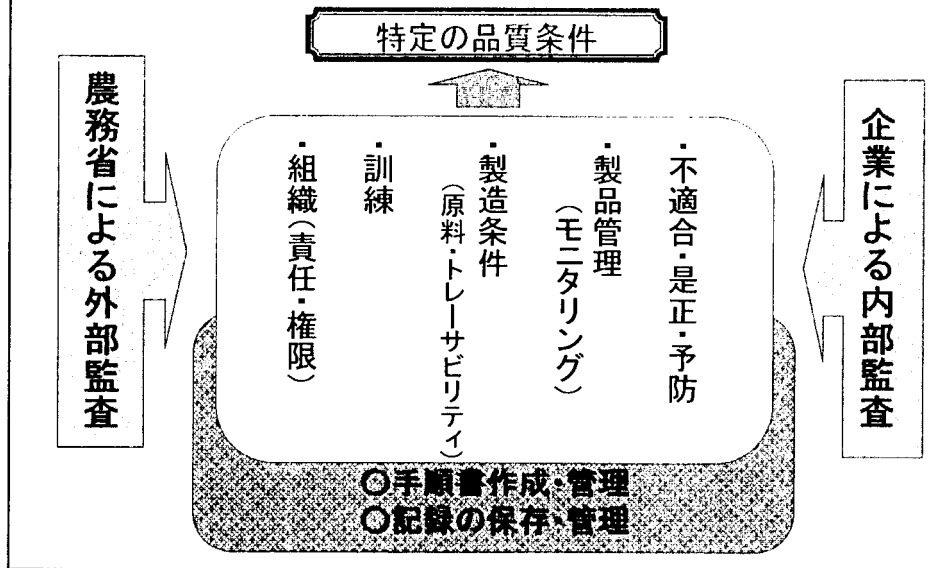 特定の品質条件
農務省による外部監査
・組織(責任・権限)
・訓練
・製造条件
(原料・トレーサビリティ)
・製品管理
(モニタリング)
・不適合・是正・予防
企業による内部監査
○手順書作成・管理
○記録の保存・管理